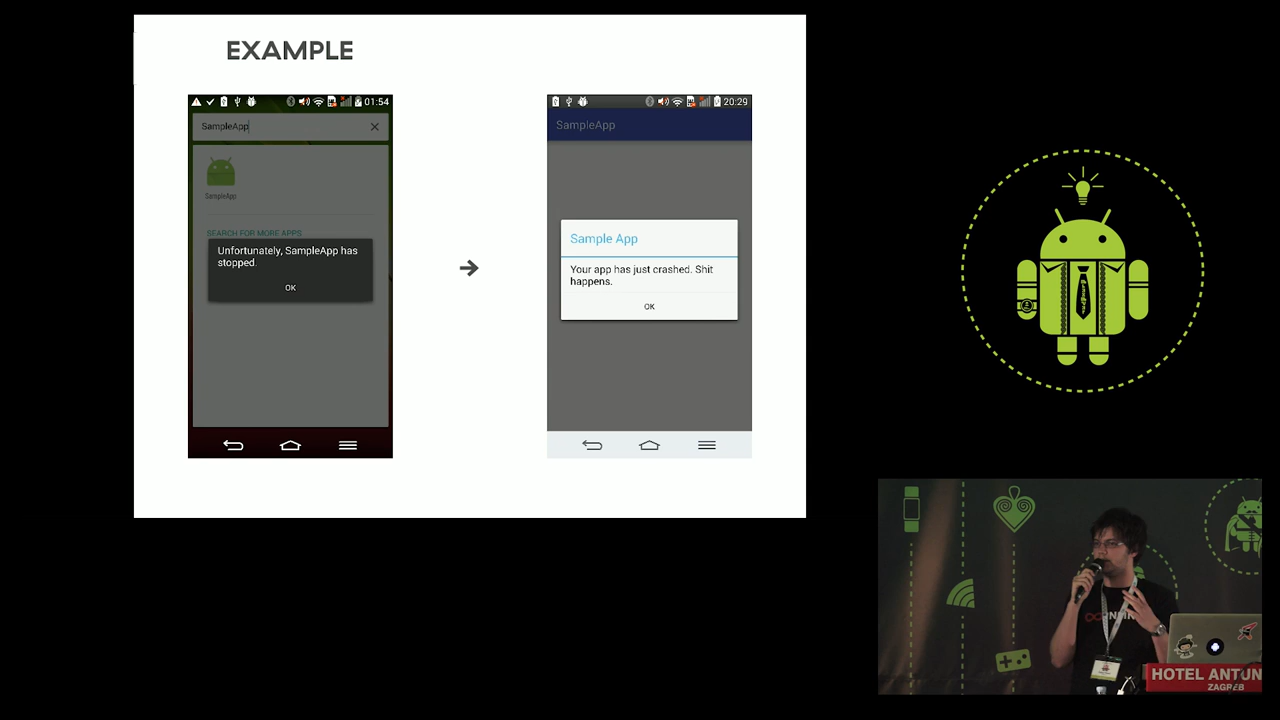 EXAMPLE
01:54
SampleApp
SampleApp
SEARCH FOR MORE APPS
Unfortunately, SampleApp has
stopped.
OK
20:29
SampleApp
Sample App
Your app has just crashed. Shit
happens.
OK
HOTEL ANTUN
ZAGREB